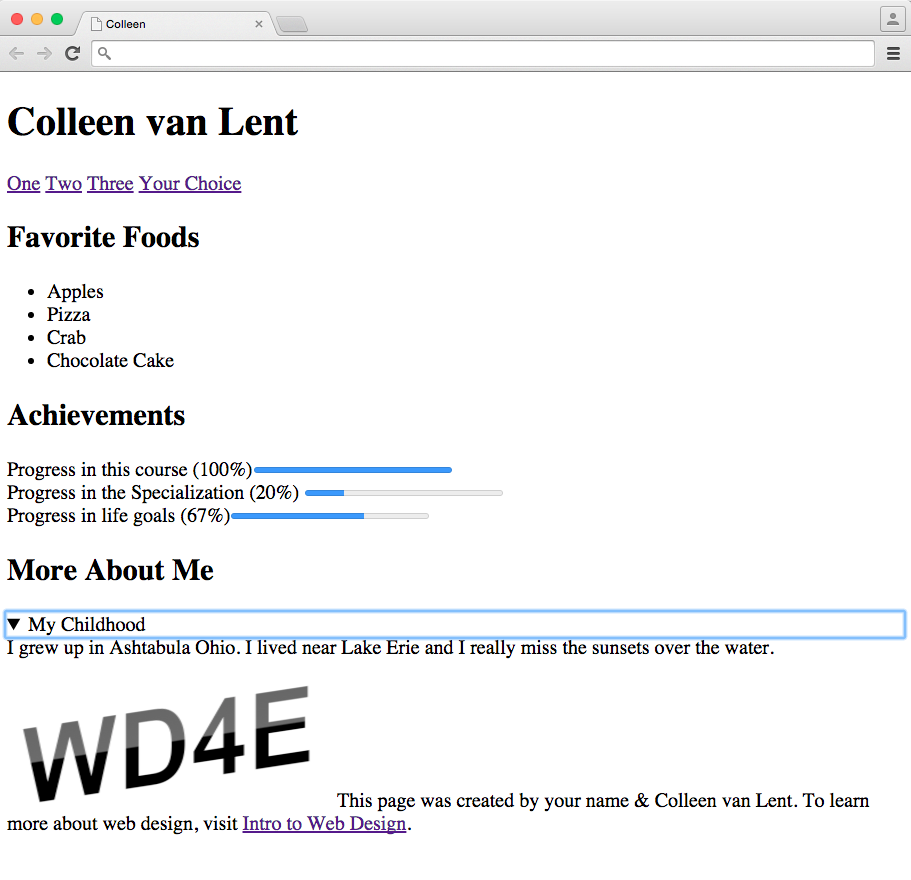 Colleen
Colleen van Lent
One Two Three Your Choice
Favorite Foods
Apples
Pizza
Crab
Chocolate Cake
Achievements
Progress in this course (100%)
Progress in the Specialization (20%)
Progress in life goals (67%)
More About Me
My Childhood
I grew up in Ashtabula Ohio. I lived near Lake Erie and I really miss the sunsets over the water.
WD4E
This page was created by your name & Colleen van Lent. To learn
more about web design, visit Intro to Web Design.